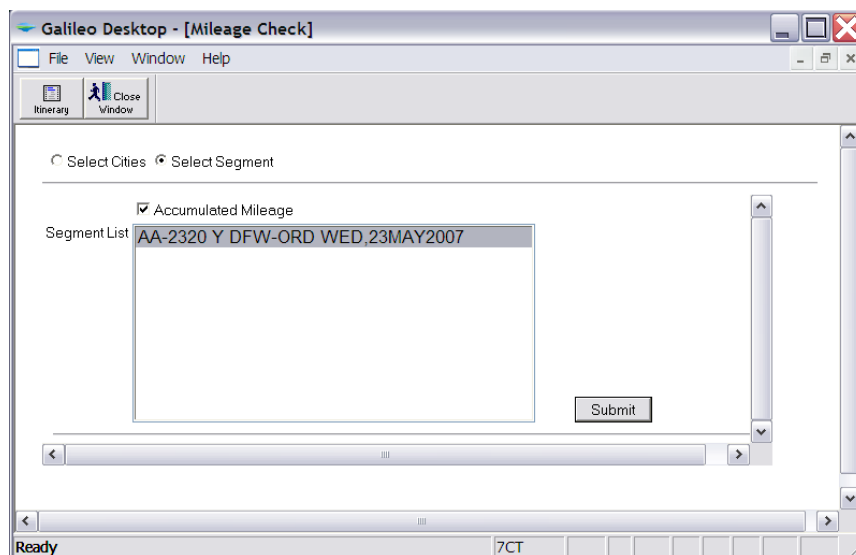 Galileo Desktop - [Mileage Check]
File View Window Help
Itinerary
Close
Window
Select Cities Select Segment
Accumulated Mileage
Segment List
AA-2320 Y DFW-ORD WED,23MAY2007
Submit
Ready 7CT